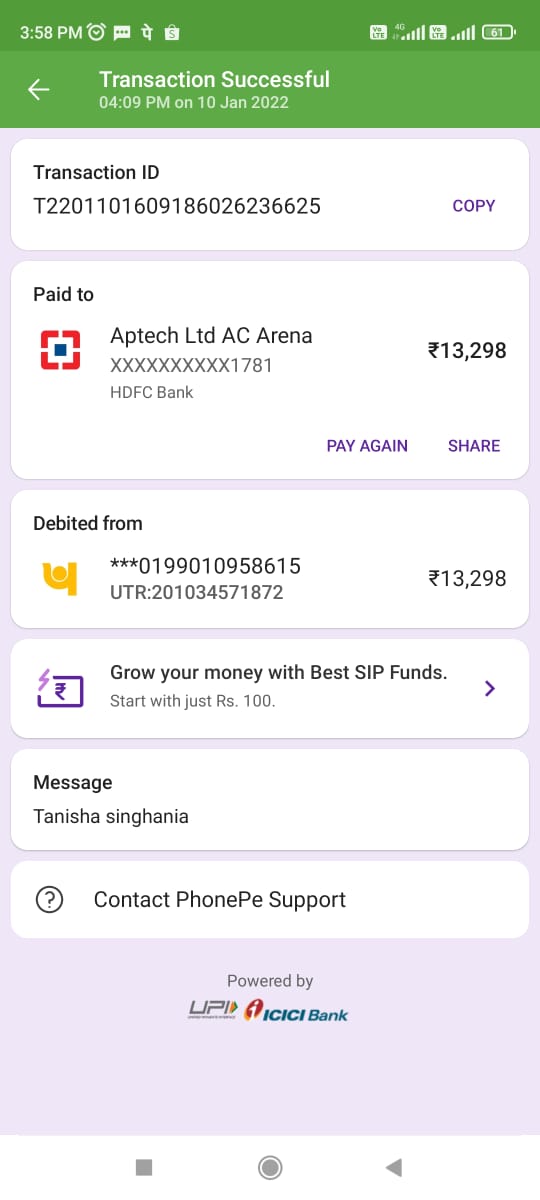 3:58 PM
61
Transaction Successful
04:09 PM on 10 Jan 2022
Transaction ID
T2201101609186026236625
COPY
Paid to
Aptech Ltd AC Arena
₹13,298
XXXXXXXXXX1781
HDFC Bank
PAY AGAIN
SHARE
Debited from
***0199010958615
₹13,298
UTR:201034571872
Grow your money with Best SIP Funds.
Start with just Rs. 100.
Message
Tanisha singhania
Contact PhonePe Support
Powered by
UPI ICICI Bank